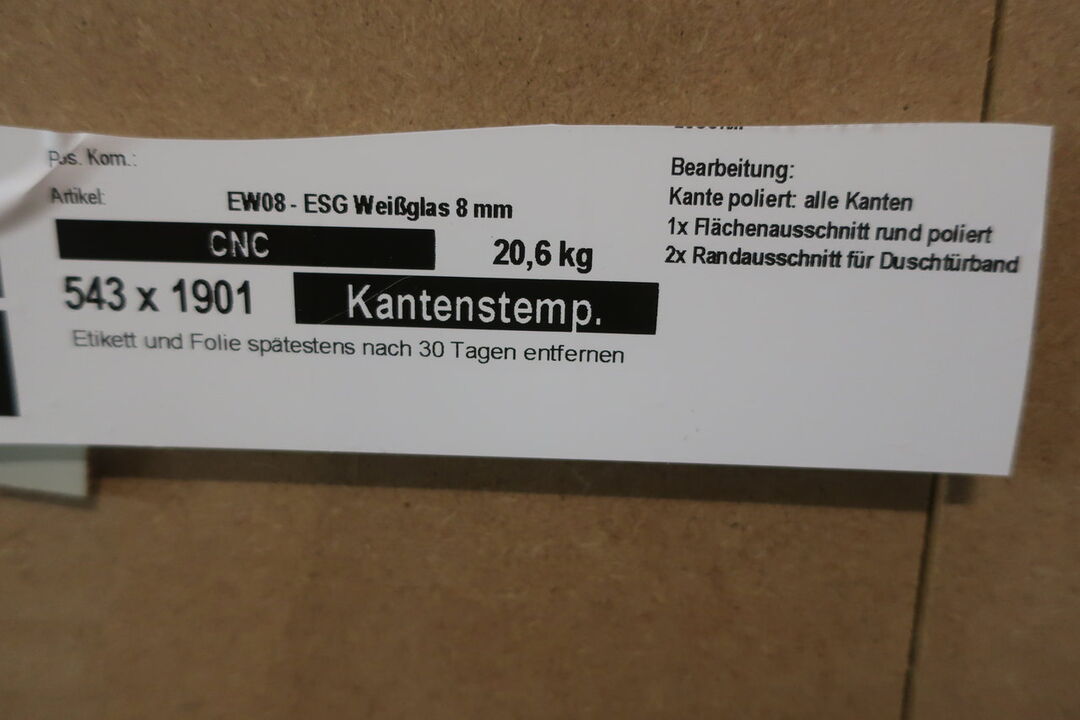 Pos. Kom.:
Artikel: EW08 - ESG Weißglas 8 mm
CNC 20,6 kg
543 x 1901 Kantenstemp.
Etikett und Folie spätestens nach 30 Tagen entfernen
Bearbeitung:
Kante poliert: alle Kanten
1x Flächenausschnitt rund poliert
2x Randausschnitt für Duschtürband